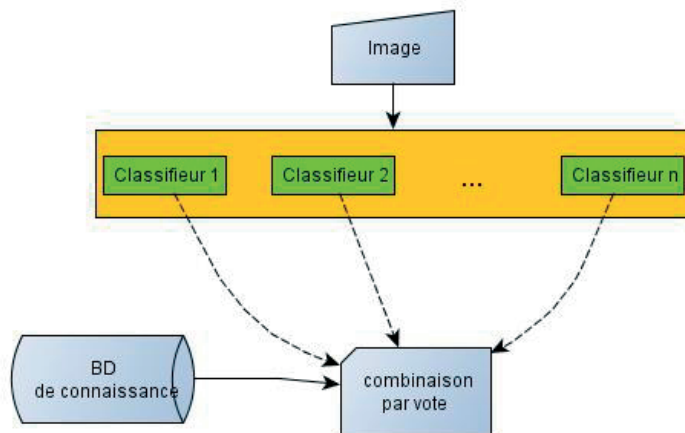 Image
Classifieur 1 Classifieur 2 ... Classifieur n
BD
de connaissance
combinaison
par vote